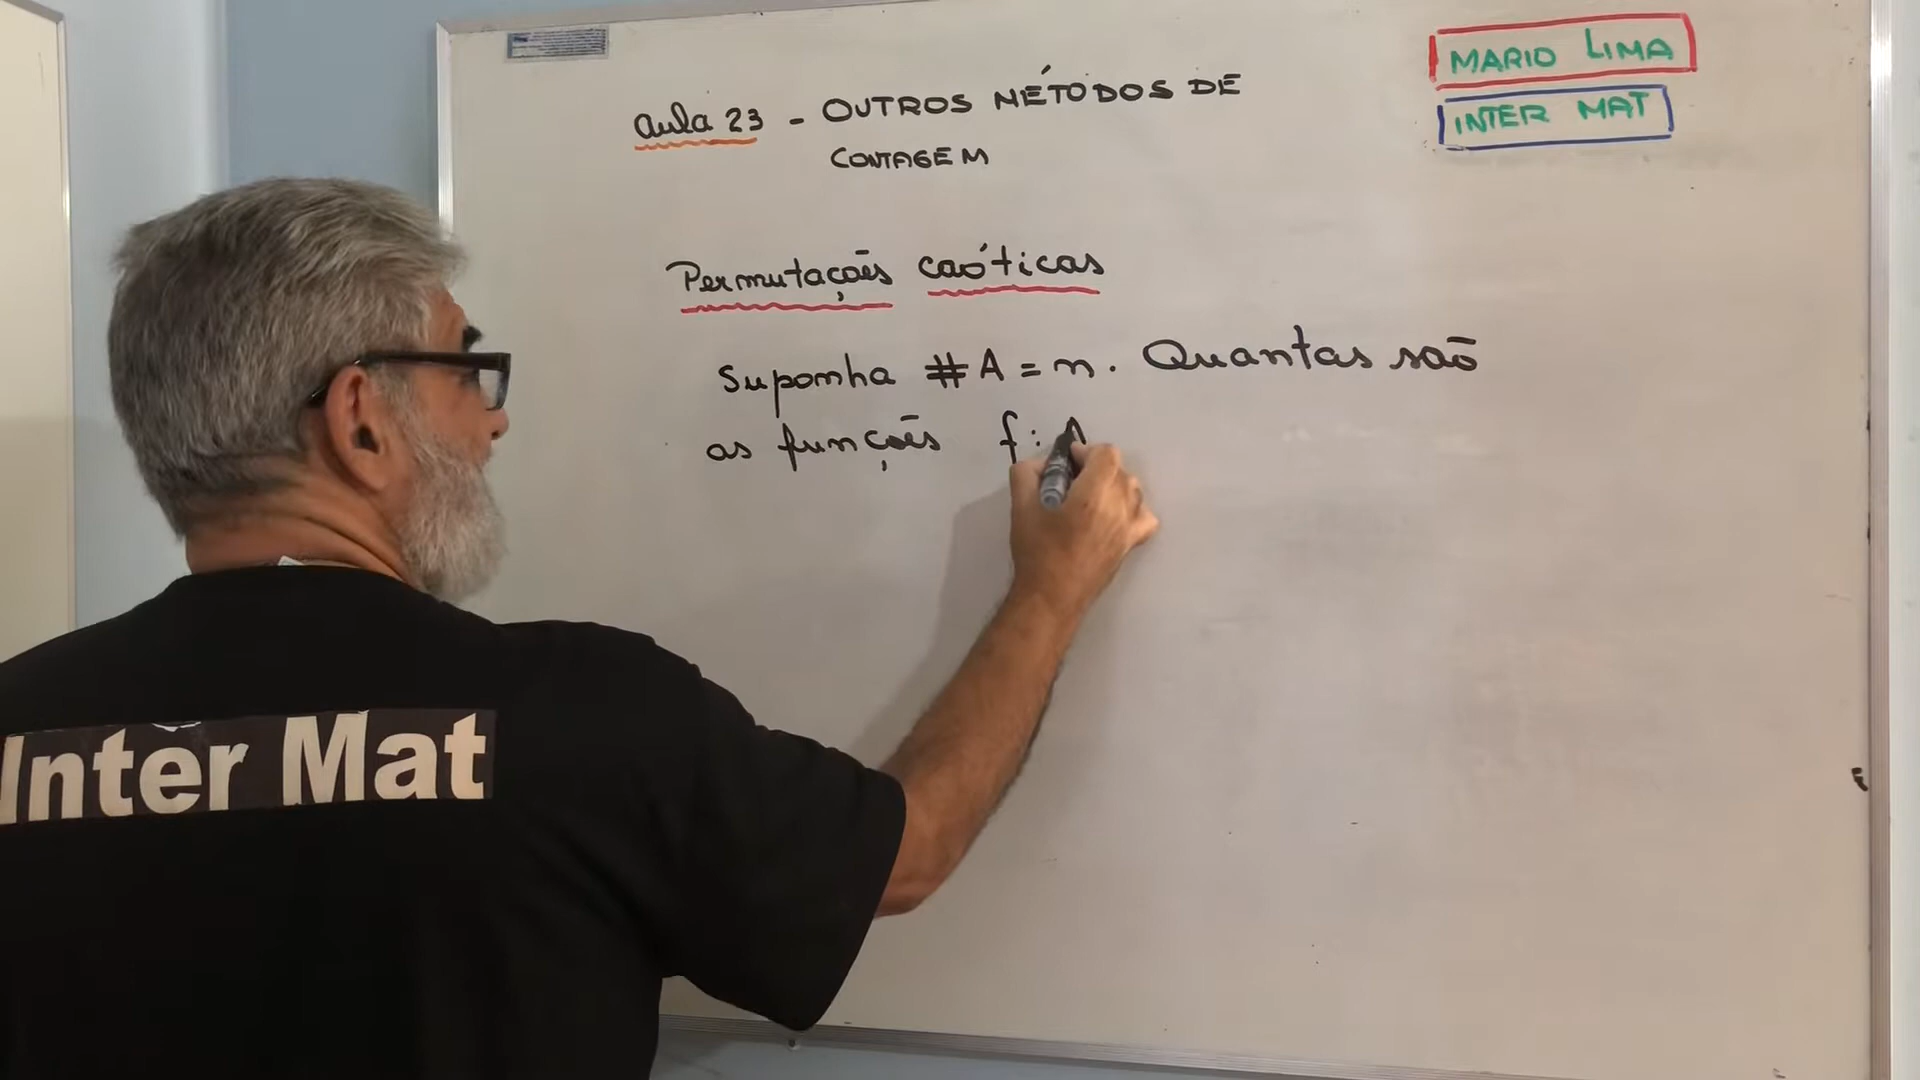 Aula 23 - OUTROS MÉTODOS DE
CONTAGEM
MARIO LIMA
INTER MAT
Permutações caóticas
Suponha #A = n. Quantas são
as funções f: A
Inter Mat